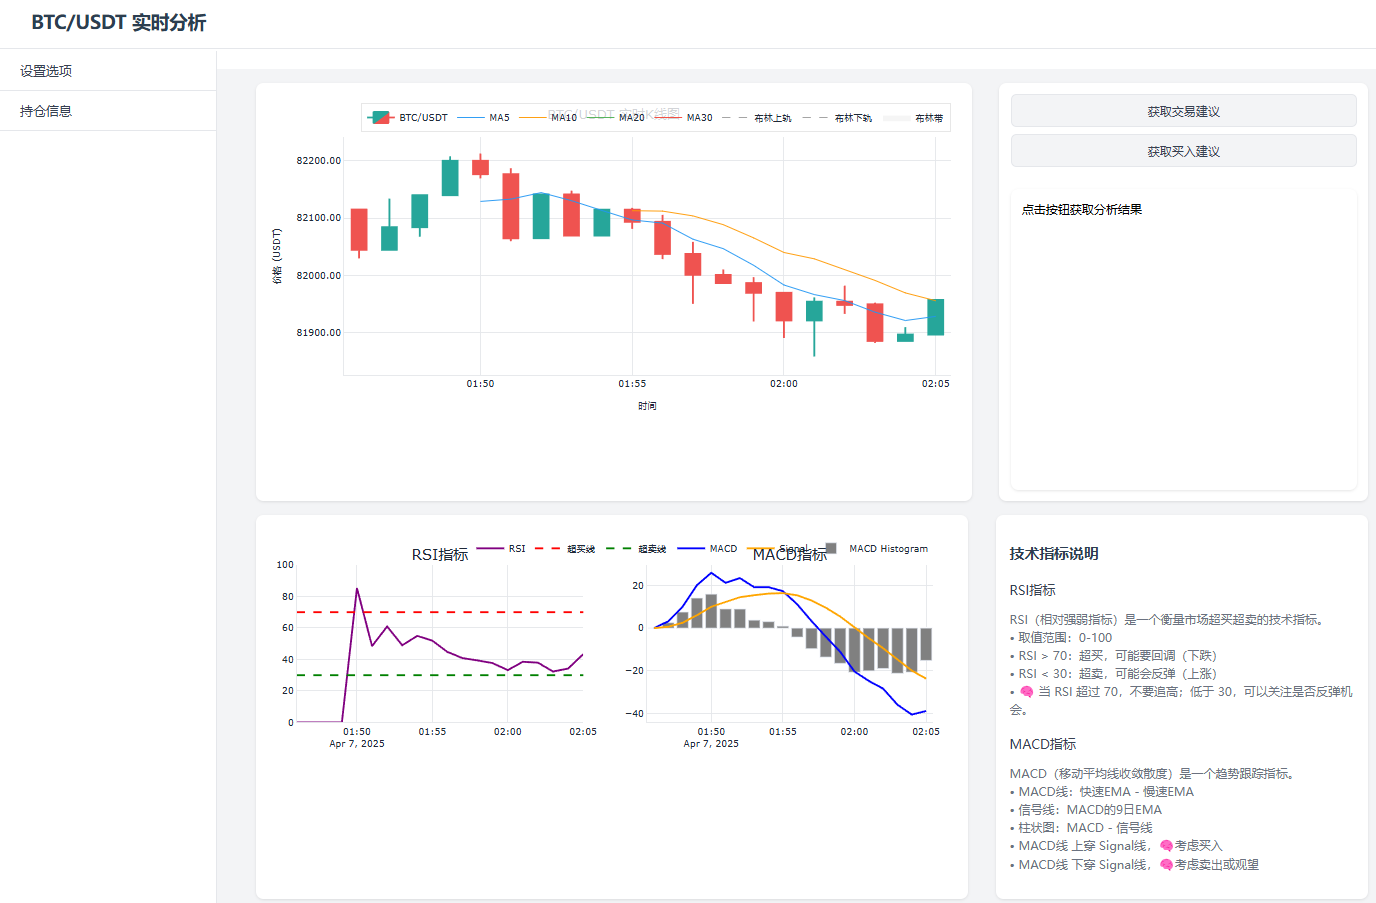 BTC/USDT 实时分析
设置选项
持仓信息
BTC/USDT 实时K线图
BTC/USDT MA5 MA10 MA20 MA30 布林上轨 布林下轨 布林带
82200.00
82100.00
82000.00
81900.00
价格 (USDT)
01:50 01:55 02:00 02:05
时间
获取交易建议
获取买入建议
点击按钮获取分析结果
RSI指标
RSI 超买线 超卖线 MACD Signal MACD Histogram
MACD指标
100
80
60
40
20
0
01:50 01:55 02:00 02:05
Apr 7, 2025
20
0
−20
−40
01:50 01:55 02:00 02:05
Apr 7, 2025
技术指标说明
RSI指标
RSI（相对强弱指标）是一个衡量市场超买超卖的技术指标。
• 取值范围：0-100
• RSI > 70：超买，可能要回调（下跌）
• RSI < 30：超卖，可能会反弹（上涨）
• 🧠 当 RSI 超过 70，不要追高；低于 30，可以关注是否反弹机
会。
MACD指标
MACD（移动平均线收敛散度）是一个趋势跟踪指标。
• MACD线：快速EMA - 慢速EMA
• 信号线：MACD的9日EMA
• 柱状图：MACD - 信号线
• MACD线 上穿 Signal线，🧠考虑买入
• MACD线 下穿 Signal线，🧠考虑卖出或观望